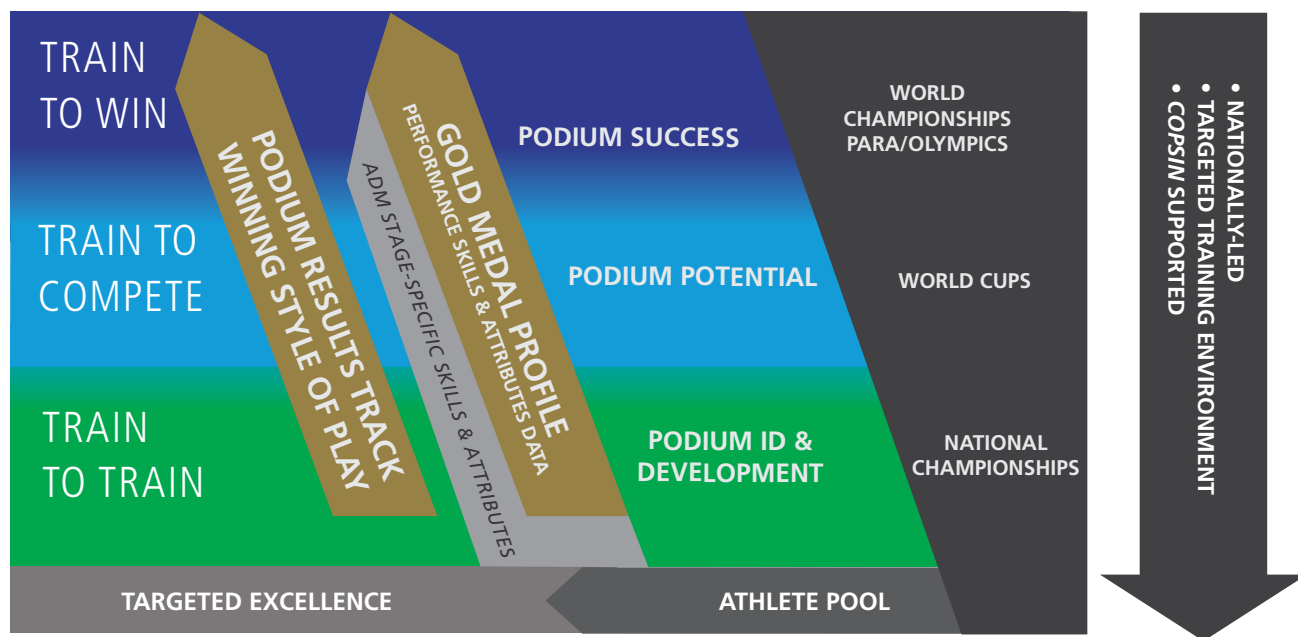 TRAIN
TO WIN
TRAIN TO
COMPETE
TRAIN
TO TRAIN
PODIUM RESULTS TRACK
WINNING STYLE OF PLAY
ADM STAGE-SPECIFIC SKILLS & ATTRIBUTES
GOLD MEDAL PROFILE
PERFORMANCE SKILLS & ATTRIBUTES DATA
PODIUM SUCCESS
PODIUM POTENTIAL
PODIUM ID &
DEVELOPMENT
WORLD
CHAMPIONSHIPS
PARA/OLYMPICS
WORLD CUPS
NATIONAL
CHAMPIONSHIPS
• NATIONALLY-LED
• TARGETED TRAINING ENVIRONMENT
• COPSIN SUPPORTED
TARGETED EXCELLENCE
ATHLETE POOL